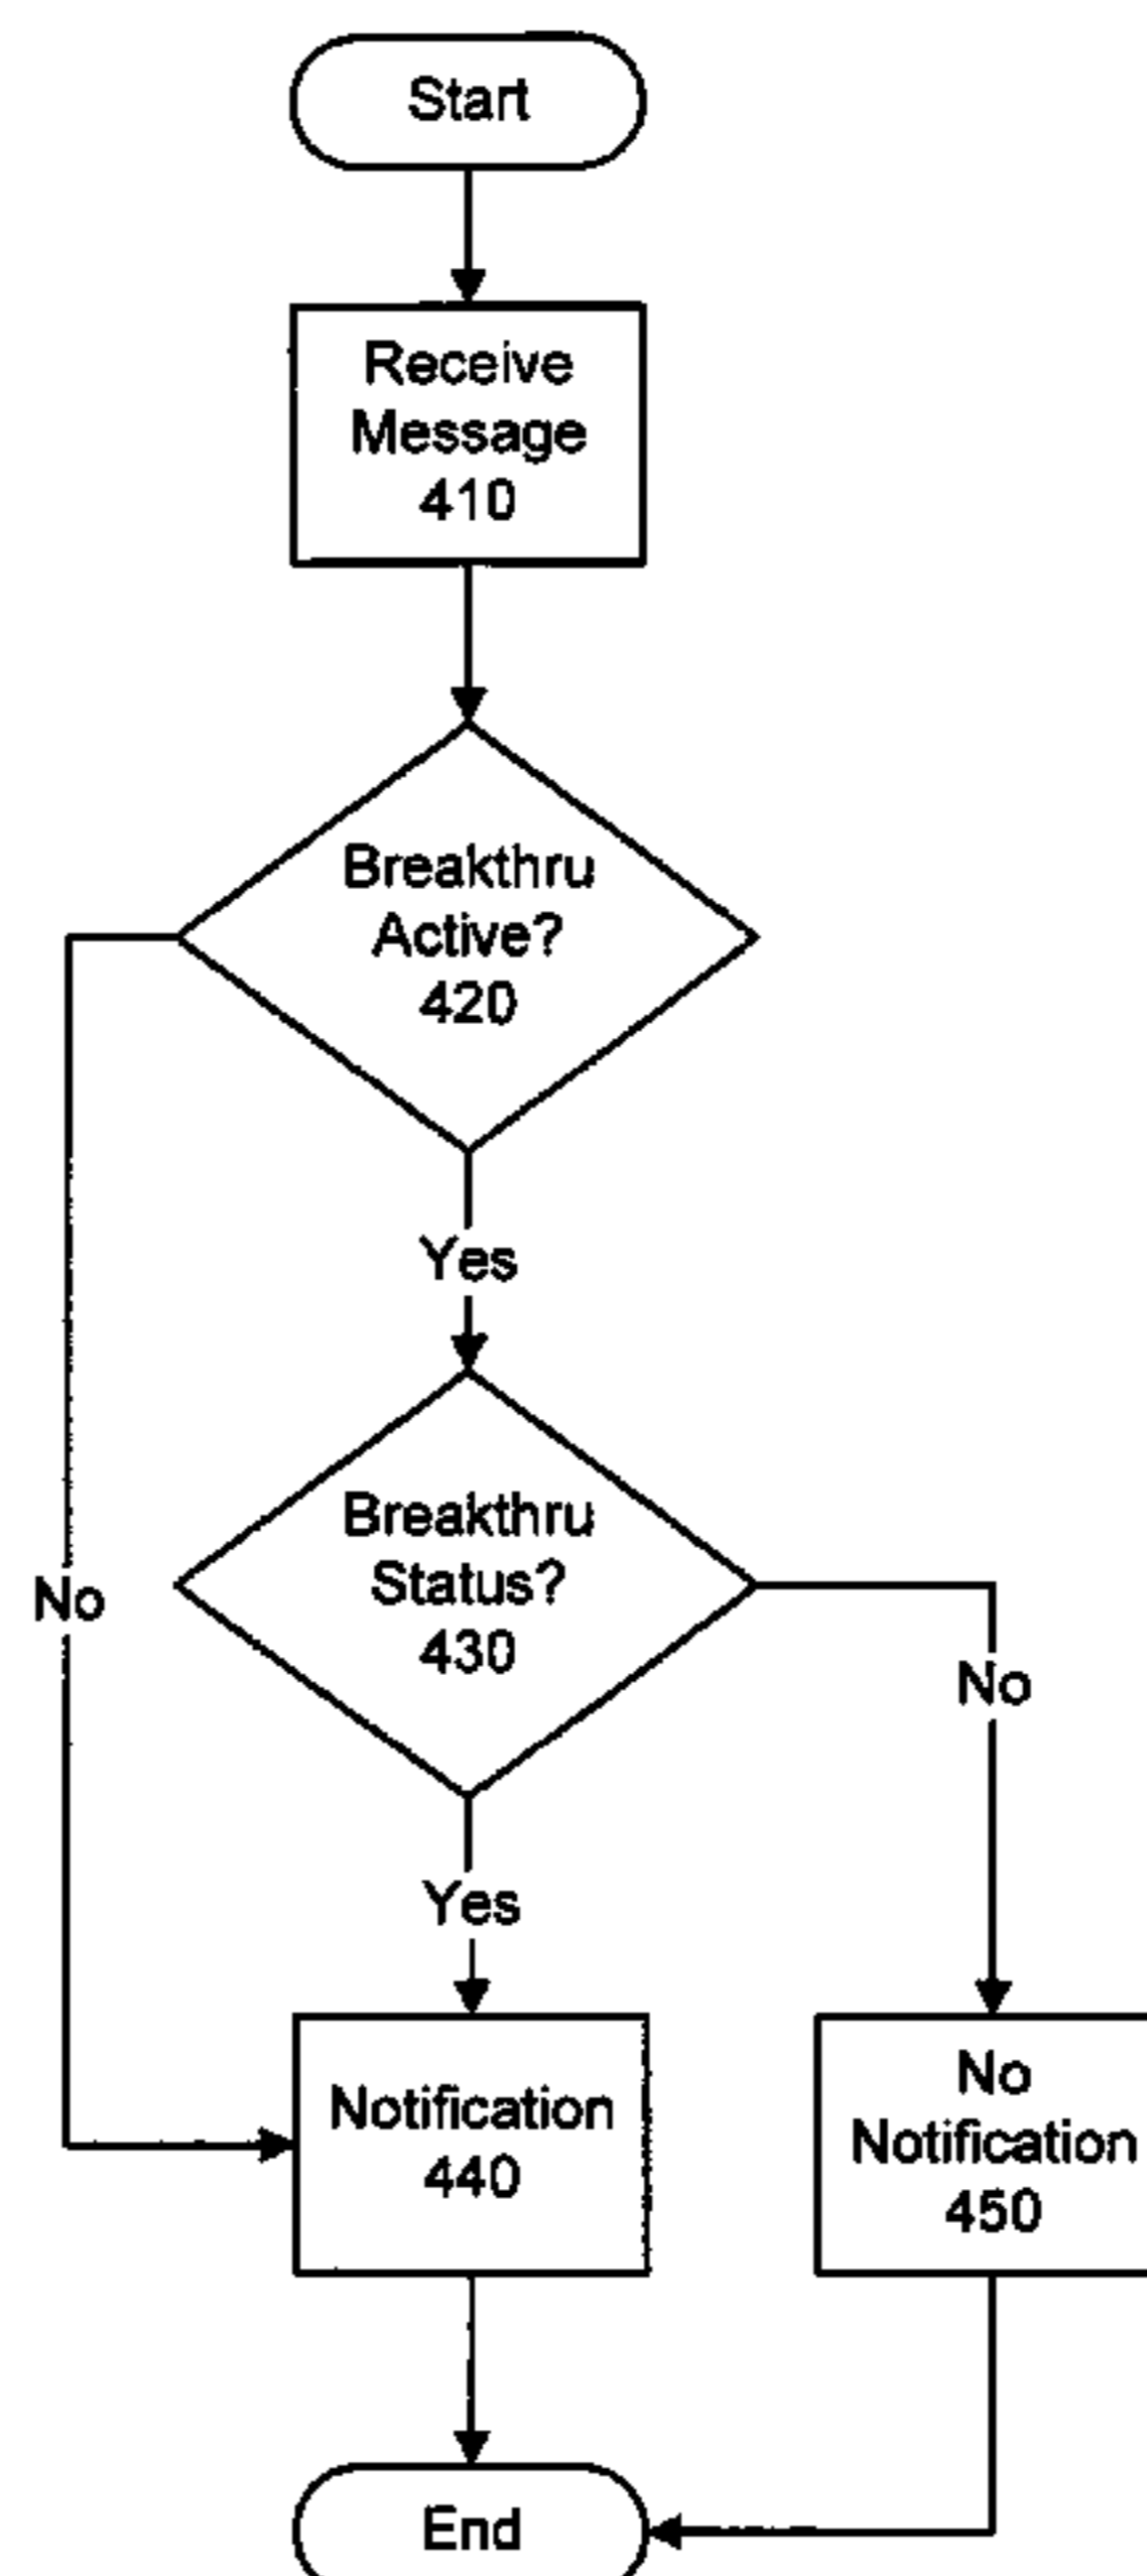 Start
Receive
Message
410
Breakthru
Active?
420
Yes
Breakthru
Status?
430
No
No
Yes
Notification
440
No
Notification
450
End